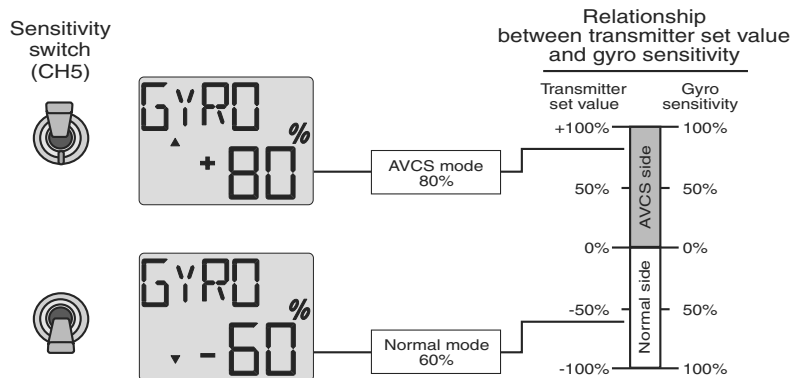 Sensitivity
switch
(CH5)
GYRO
%
+80
AVCS mode
80%
GYRO
%
-60
Normal mode
60%
Relationship
between transmitter set value
and gyro sensitivity
Transmitter
set value
Gyro
sensitivity
+100%
100%
50%
50%
0%
0%
-50%
50%
-100%
100%
AVCS side
Normal side